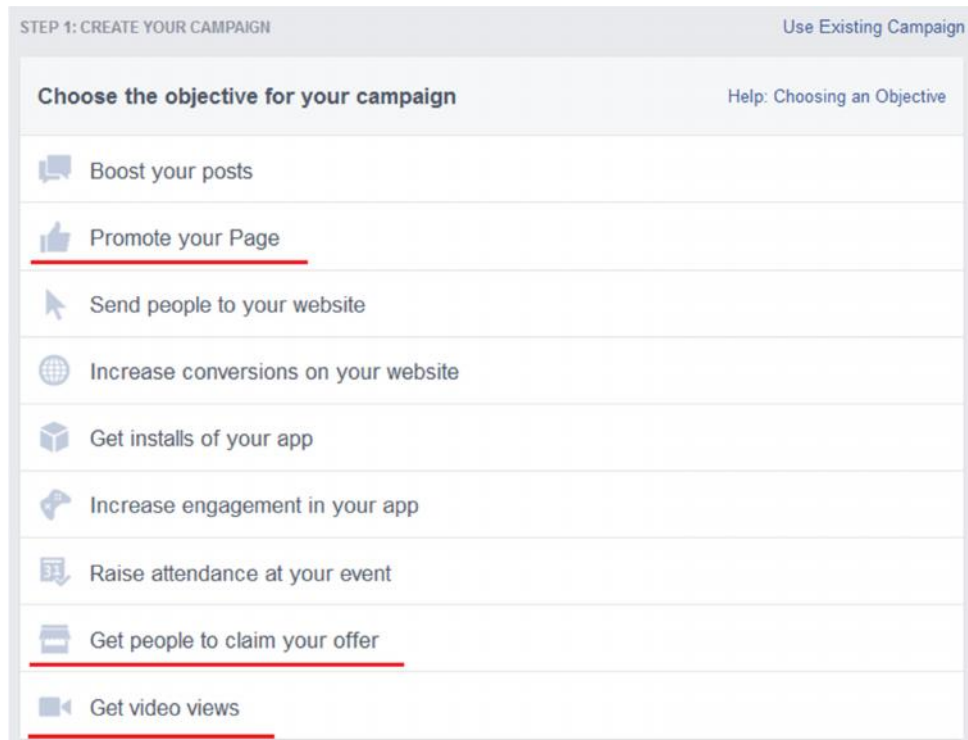 STEP 1: CREATE YOUR CAMPAIGN
Use Existing Campaign
Choose the objective for your campaign
Help: Choosing an Objective
Boost your posts
Promote your Page
Send people to your website
Increase conversions on your website
Get installs of your app
Increase engagement in your app
31
Raise attendance at your event
Get people to claim your offer
Get video views